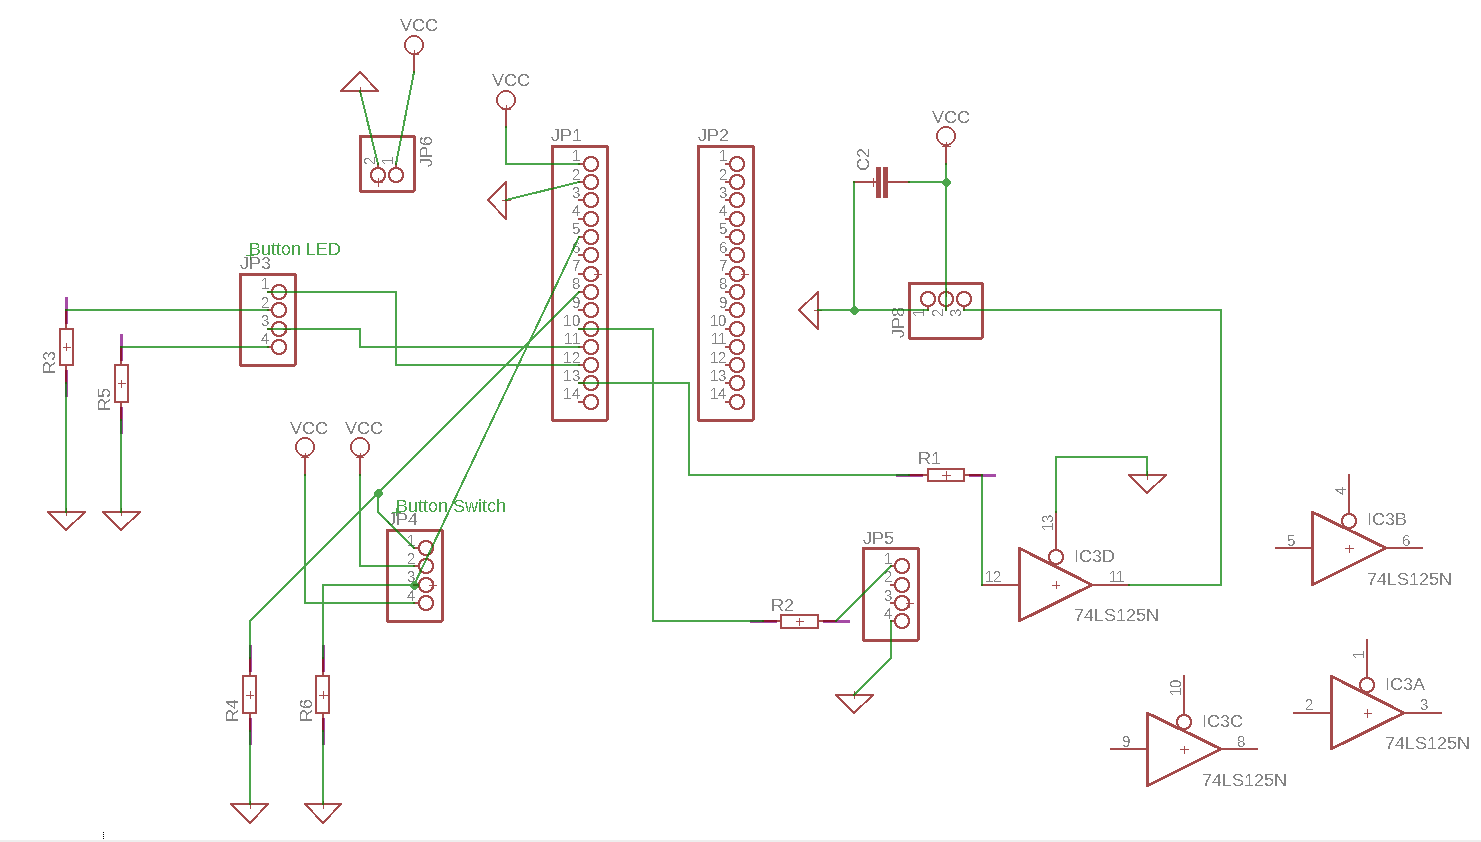 VCC
VCC
2
1
JP6
JP1
1
2
3
4
5
6
7
8
9
10
11
12
13
14
JP2
1
2
3
4
5
6
7
8
9
10
11
12
13
14
C2
VCC
JP8
1
2
3
Button LED
JP3
1
2
3
4
R3
R5
VCC
VCC
Button Switch
JP4
1
2
3
4
R4
R6
R1
R2
JP5
1
2
3
4
13
IC3D
12
11
74LS125N
4
IC3B
5
6
74LS125N
1
IC3A
2
3
74LS125N
10
IC3C
9
8
74LS125N